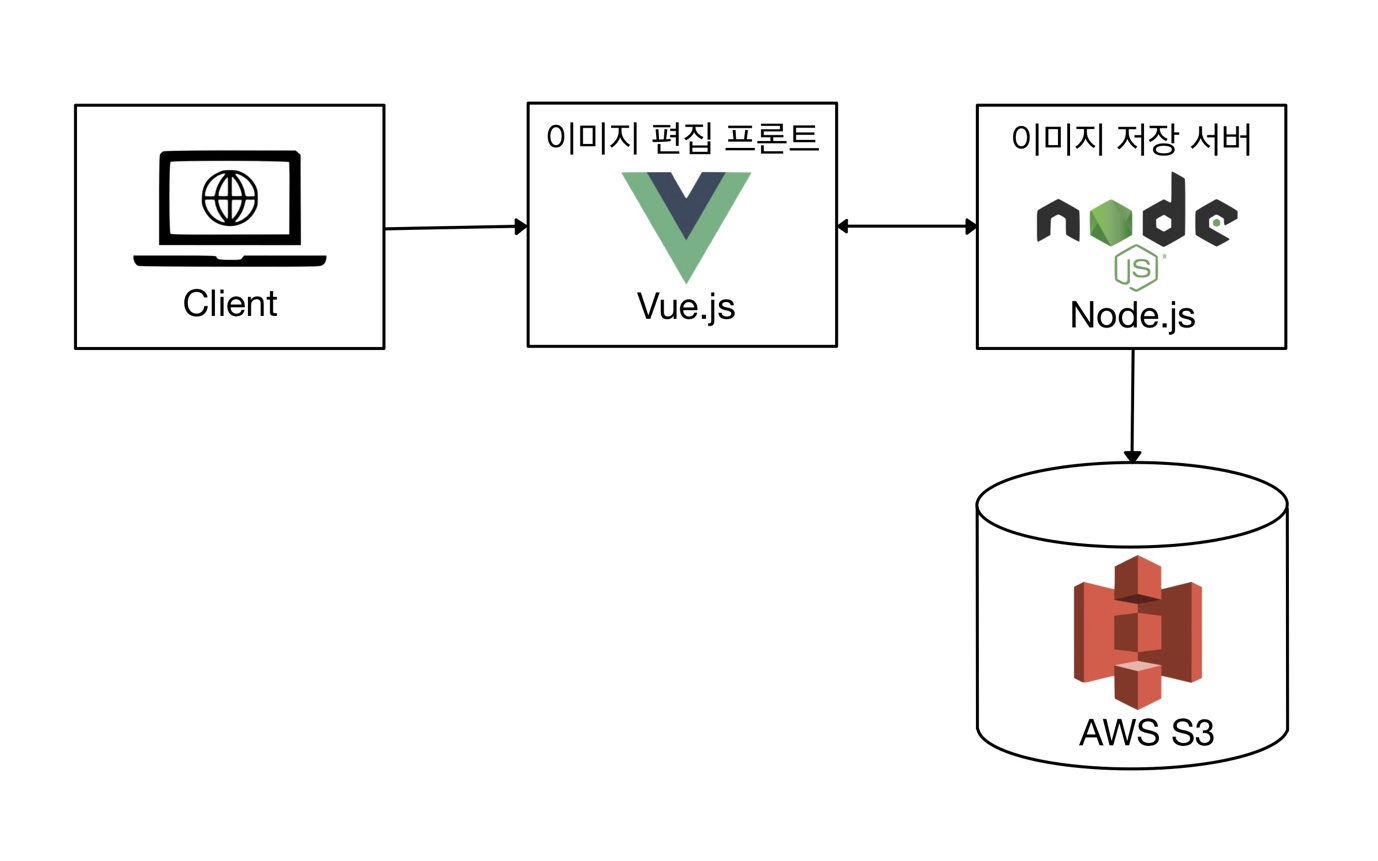 Client
이미지 편집 프론트
Vue.js
이미지 저장 서버
node
JS
Node.js
AWS S3